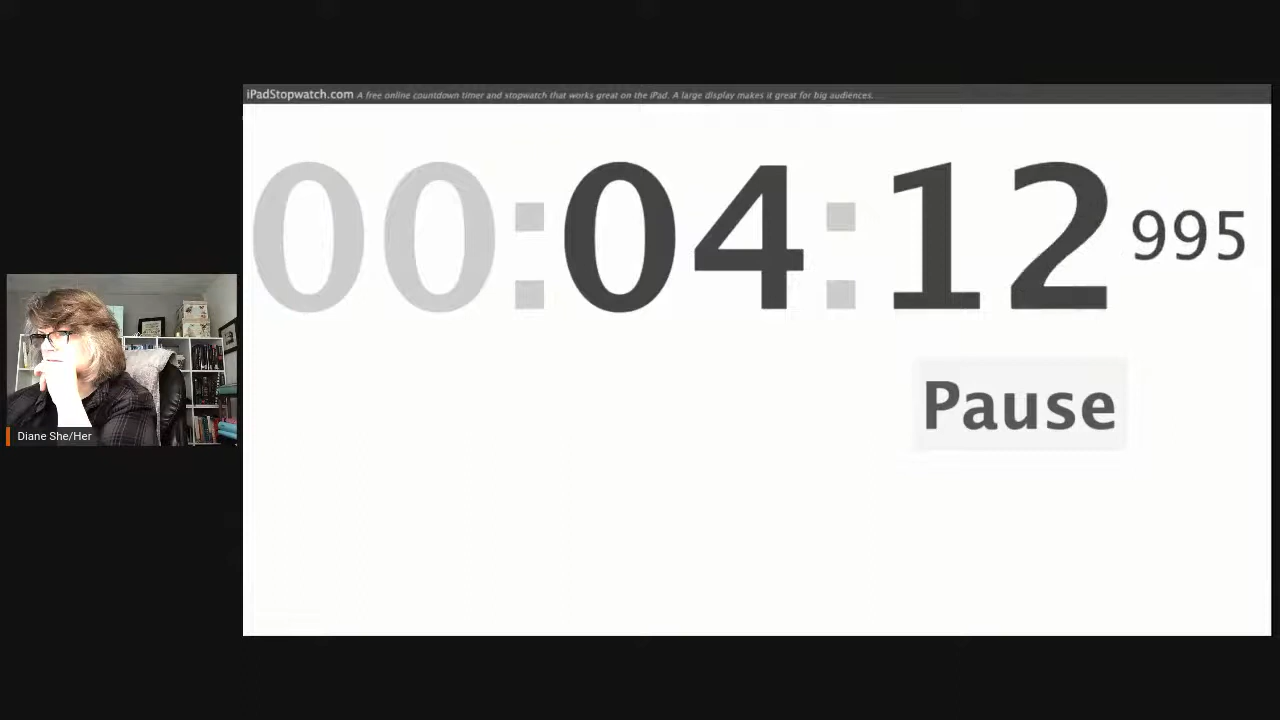 iPadStopwatch.com A free online countdown timer and stopwatch that works great on the iPad. A large display makes it great for big audiences.
00:04:12 995
Pause
Diane She/Her